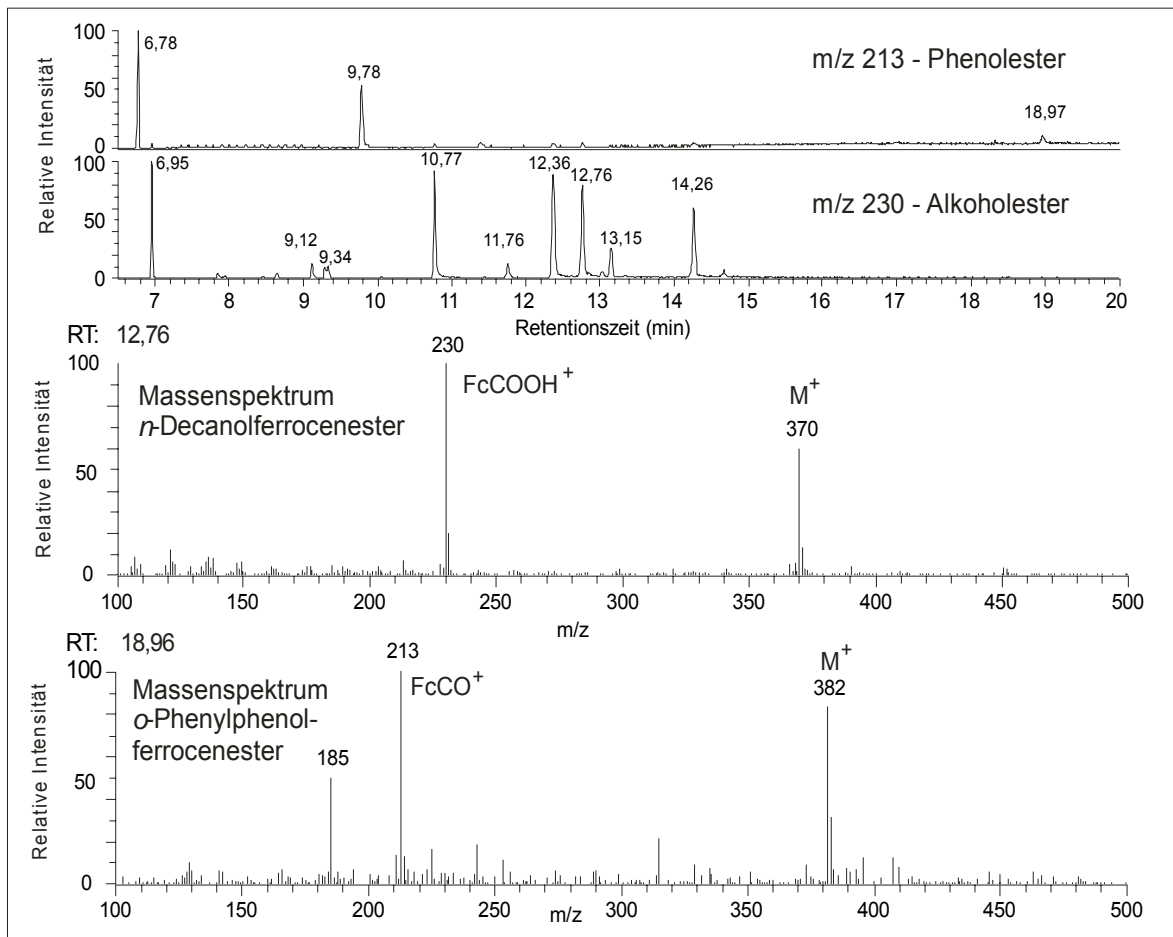 100
50
0
Relative Intensität
6,78
9,78
18,97
m/z 213 - Phenolester
100
50
0
6,95
9,12
9,34
10,77
11,76
12,36
12,76
13,15
14,26
m/z 230 - Alkoholester
7 8 9 10 11 12 13 14 15 16 17 18 19 20
Retentionszeit (min)
RT: 12,76
100
50
0
Relative Intensität
Massenspektrum
n-Decanolferrocenester
230
FcCOOH+
M+
370
100 150 200 250 300 350 400 450 500
m/z
RT: 18,96
100
50
0
Relative Intensität
Massenspektrum
o-Phenylphenol-
ferrocenester
185
213
FcCO+
M+
382
100 150 200 250 300 350 400 450 500
m/z